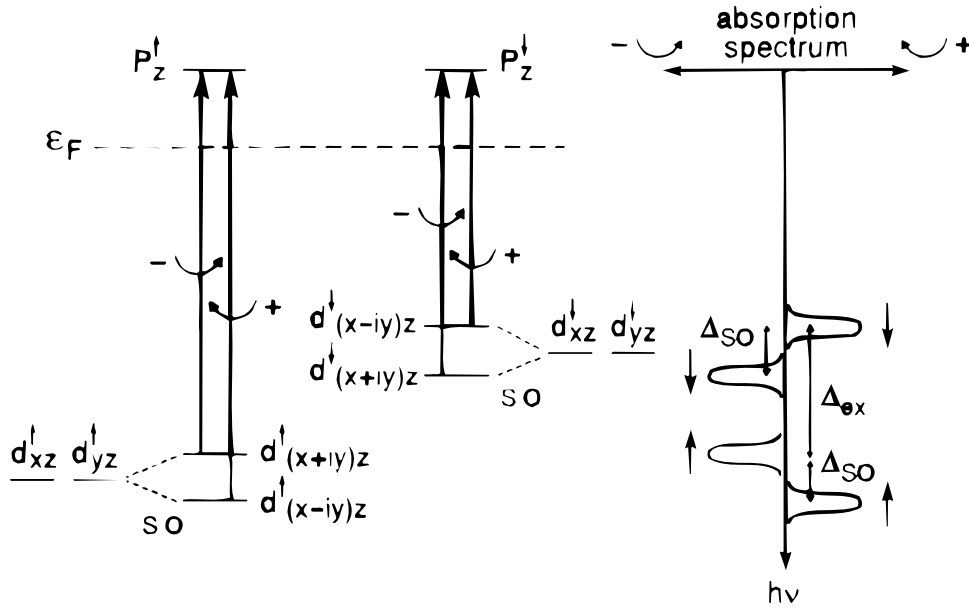 absorption
spectrum
- +
P↑z P↓z
εF
- +
- +
d↓(x-iy)z
d↓xz d↓yz
d↓(x+iy)z
SO
d↑xz d↑yz
d↑(x+iy)z
SO
d↑(x-iy)z
ΔSO
Δex
ΔSO
hν